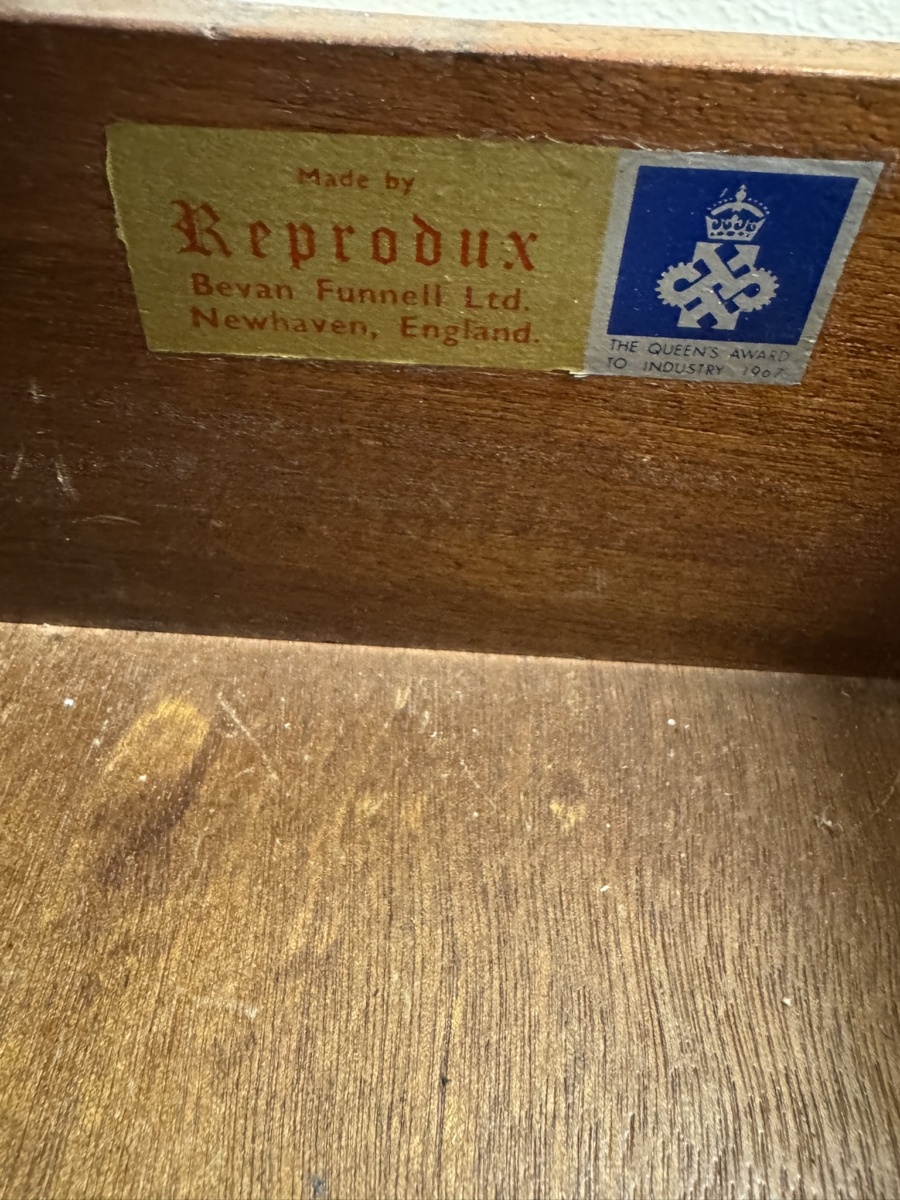 Made by
Reprodux
Bevan Funnell Ltd.
Newhaven, England.
THE QUEEN'S AWARD
TO INDUSTRY 1967